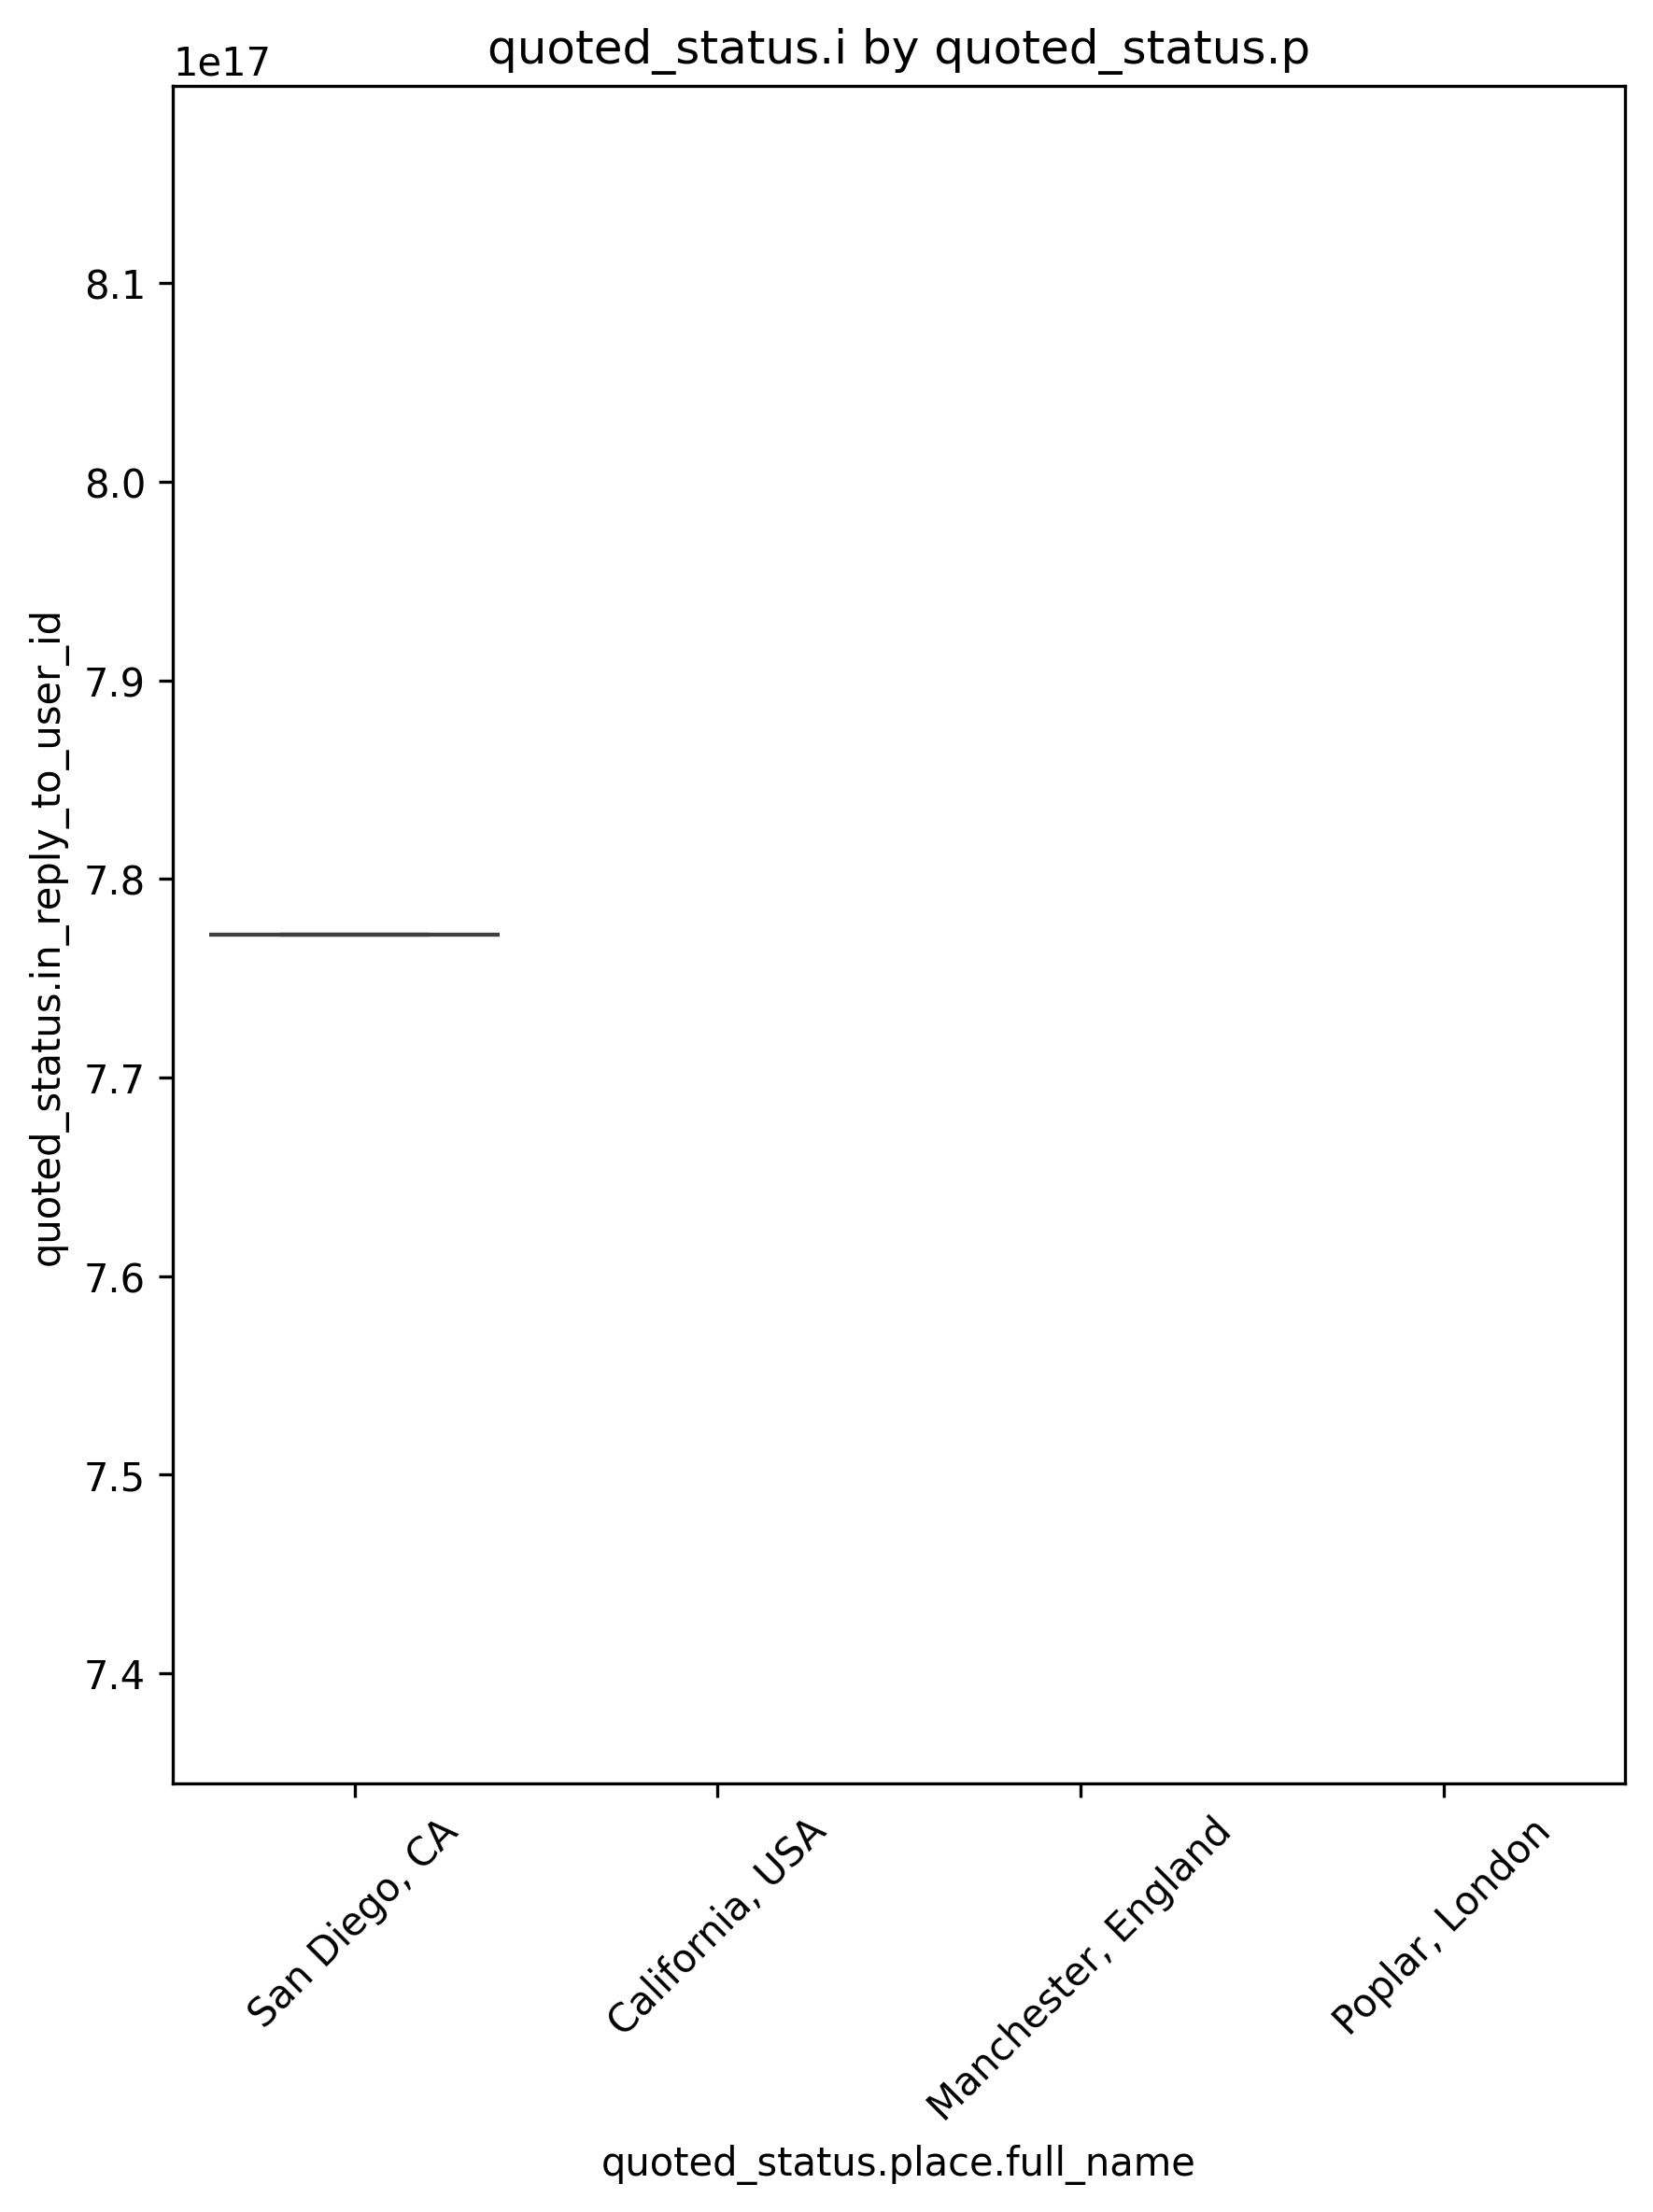 quoted_status.i by quoted_status.p
1e17
8.1
8.0
7.9
7.8
7.7
7.6
7.5
7.4
quoted_status.in_reply_to_user_id
San Diego, CA
California, USA
Manchester, England
Poplar, London
quoted_status.place.full_name